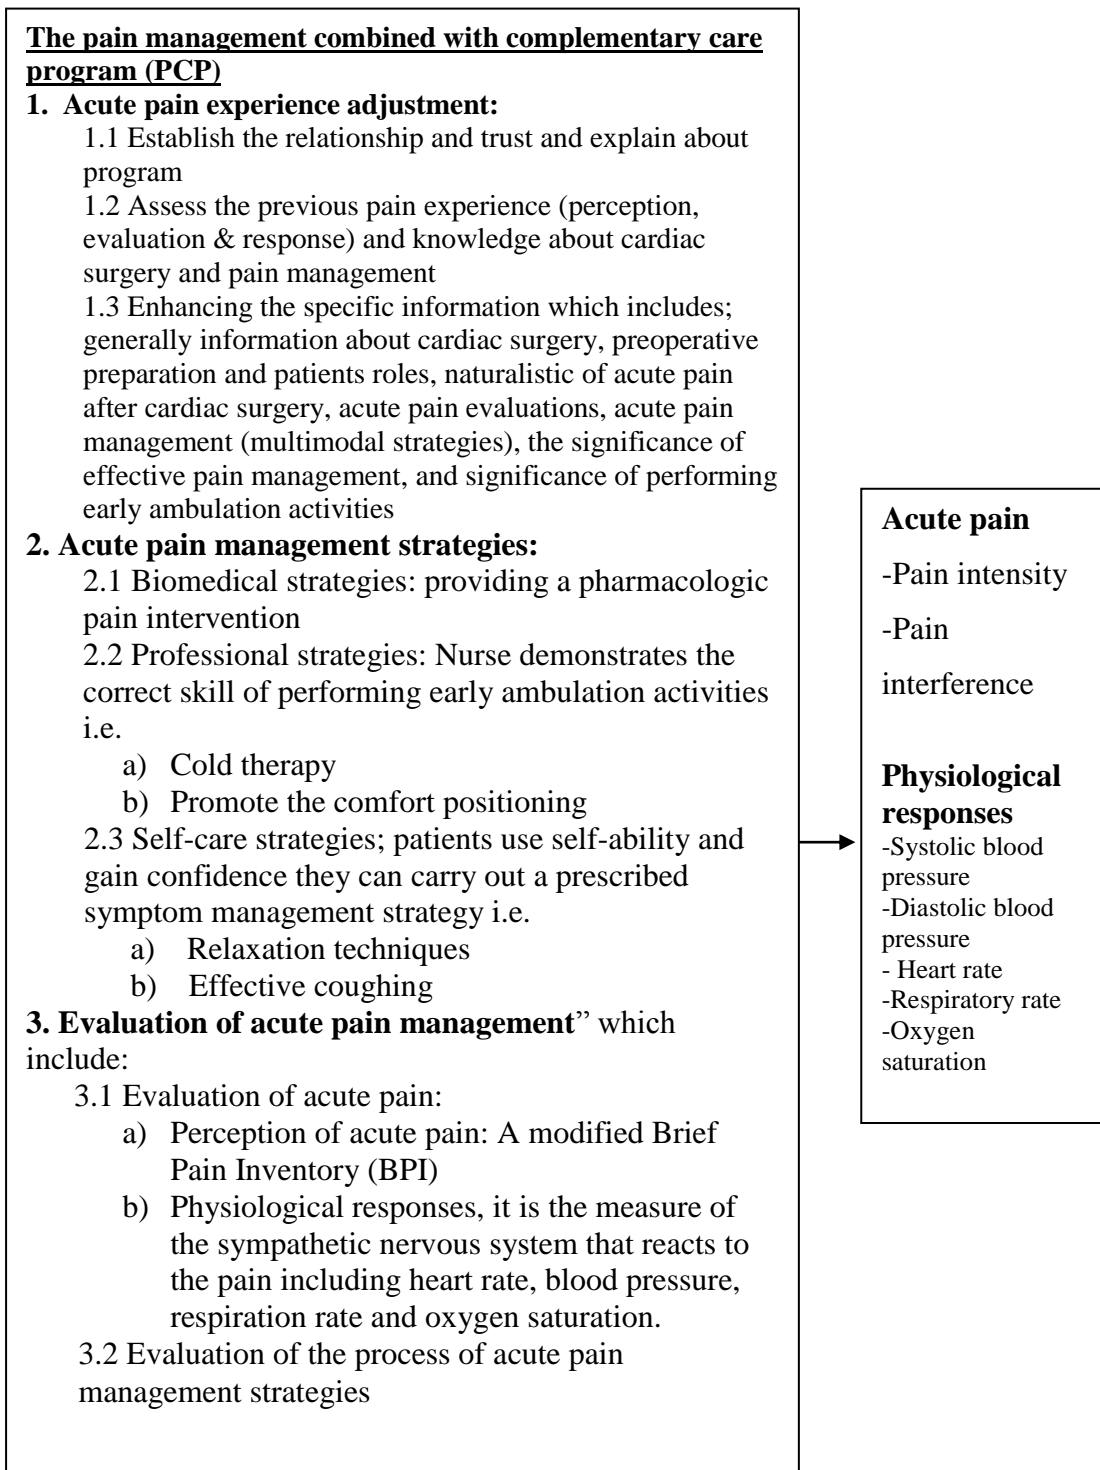 The pain management combined with complementary care
program (PCP)
1. Acute pain experience adjustment:
1.1 Establish the relationship and trust and explain about
program
1.2 Assess the previous pain experience (perception,
evaluation & response) and knowledge about cardiac
surgery and pain management
1.3 Enhancing the specific information which includes;
generally information about cardiac surgery, preoperative
preparation and patients roles, naturalistic of acute pain
after cardiac surgery, acute pain evaluations, acute pain
management (multimodal strategies), the significance of
effective pain management, and significance of performing
early ambulation activities
2. Acute pain management strategies:
2.1 Biomedical strategies: providing a pharmacologic
pain intervention
2.2 Professional strategies: Nurse demonstrates the
correct skill of performing early ambulation activities
i.e.
a) Cold therapy
b) Promote the comfort positioning
2.3 Self-care strategies; patients use self-ability and
gain confidence they can carry out a prescribed
symptom management strategy i.e.
a) Relaxation techniques
b) Effective coughing
3. Evaluation of acute pain management” which
include:
3.1 Evaluation of acute pain:
a) Perception of acute pain: A modified Brief
Pain Inventory (BPI)
b) Physiological responses, it is the measure of
the sympathetic nervous system that reacts to
the pain including heart rate, blood pressure,
respiration rate and oxygen saturation.
3.2 Evaluation of the process of acute pain
management strategies
Acute pain
-Pain intensity
-Pain
interference
Physiological
responses
-Systolic blood
pressure
-Diastolic blood
pressure
- Heart rate
-Respiratory rate
-Oxygen
saturation